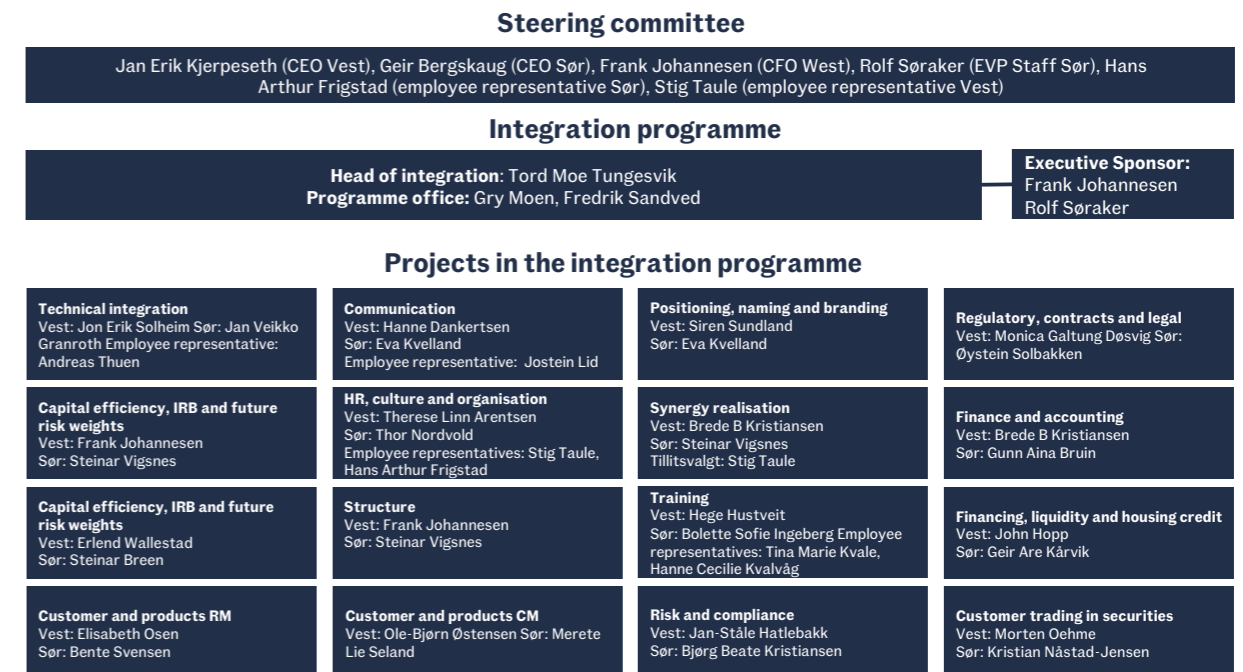 Steering committee
Jan Erik Kjerpeseth (CEO Vest), Geir Bergskaug (CEO Sør), Frank Johannesen (CFO West), Rolf Søraker (EVP Staff Sør), Hans
Arthur Frigstad (employee representative Sør), Stig Taule (employee representative Vest)
Integration programme
Head of integration: Tord Moe Tungesvik
Programme office: Gry Moen, Fredrik Sandved
Executive Sponsor:
Frank Johannesen
Rolf Søraker
Projects in the integration programme
Technical integration
Vest: Jon Erik Solheim Sør: Jan Veikko
Granroth Employee representative:
Andreas Thuen
Communication
Vest: Hanne Dankertsen
Sør: Eva Kvelland
Employee representative: Jostein Lid
Positioning, naming and branding
Vest: Siren Sundland
Sør: Eva Kvelland
Regulatory, contracts and legal
Vest: Monica Galtung Døsvig Sør:
Øystein Solbakken
Capital efficiency, IRB and future
risk weights
Vest: Frank Johannesen
Sør: Steinar Vigsnes
HR, culture and organisation
Vest: Therese Linn Arentsen
Sør: Thor Nordvold
Employee representatives: Stig Taule,
Hans Arthur Frigstad
Synergy realisation
Vest: Brede B Kristiansen
Sør: Steinar Vigsnes
Tillitsvalgt: Stig Taule
Finance and accounting
Vest: Brede B Kristiansen
Sør: Gunn Aina Bruin
Capital efficiency, IRB and future
risk weights
Vest: Erlend Wallestad
Sør: Steinar Breen
Structure
Vest: Frank Johannesen
Sør: Steinar Vigsnes
Training
Vest: Hege Hustveit
Sør: Bolette Sofie Ingeberg Employee
representatives: Tina Marie Kvale,
Hanne Cecilie Kvalvåg
Financing, liquidity and housing credit
Vest: John Hopp
Sør: Geir Are Kårvik
Customer and products RM
Vest: Elisabeth Osen
Sør: Bente Svensen
Customer and products CM
Vest: Ole-Bjørn Østensen Sør: Merete
Lie Seland
Risk and compliance
Vest: Jan-Ståle Hatlebakk
Sør: Bjørg Beate Kristiansen
Customer trading in securities
Vest: Morten Oehme
Sør: Kristian Nåstad-Jensen